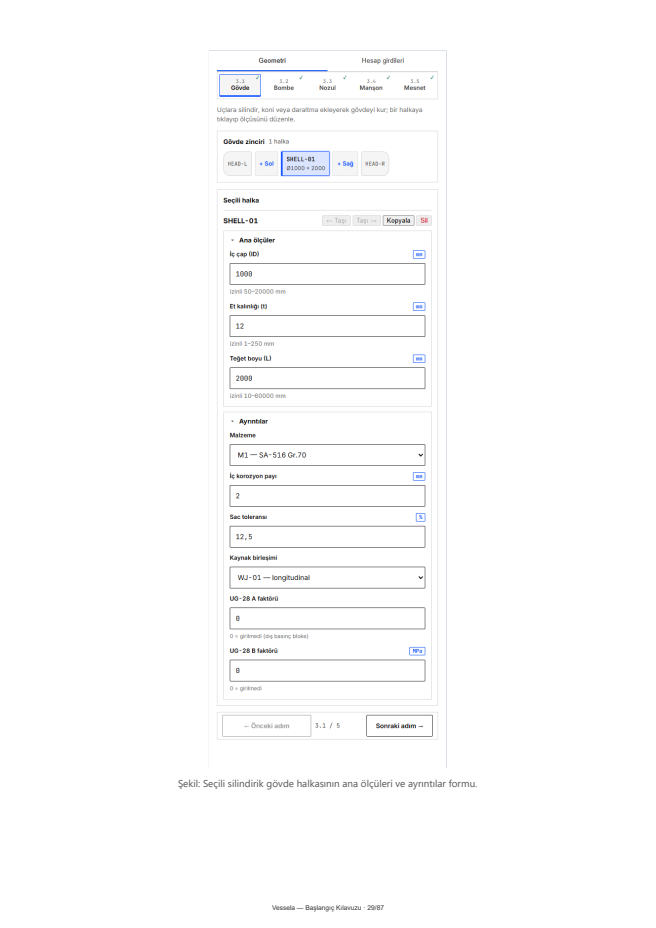 Geometri Hesap girdileri
3.1 ✓ 3.2 ✓ 3.3 ✓ 3.4 ✓ 3.5 ✓
Gövde Bombe Nozul Manşon Mesnet
Uçlara silindir, koni veya daraltma ekleyerek gövdeyi kur; bir halkaya
tıklayıp ölçüsünü düzenle.
Gövde zinciri 1 halka
HEAD-L + Sol SHELL-01 + Sağ HEAD-R
Ø1000 × 2000
Seçili halka
SHELL-01 ← Taşı Taşı → Kopyala Sil
Ana ölçüler
İç çap (ID) mm
1000
izinli 50–20000 mm
Et kalınlığı (t) mm
12
izinli 1–250 mm
Teğet boyu (L) mm
2000
izinli 10–60000 mm
Ayrıntılar
Malzeme
M1 — SA-516 Gr.70
İç korozyon payı mm
2
Sac toleransı %
12,5
Kaynak birleşimi
WJ-01 — longitudinal
UG-28 A faktörü
0
0 = girilmedi (dış basınç bloke)
UG-28 B faktörü MPa
0
0 = girilmedi
← Önceki adım 3.1 / 5 Sonraki adım →
Şekil: Seçili silindirik gövde halkasının ana ölçüleri ve ayrıntılar formu.
Vessela — Başlangıç Kılavuzu · 29/87